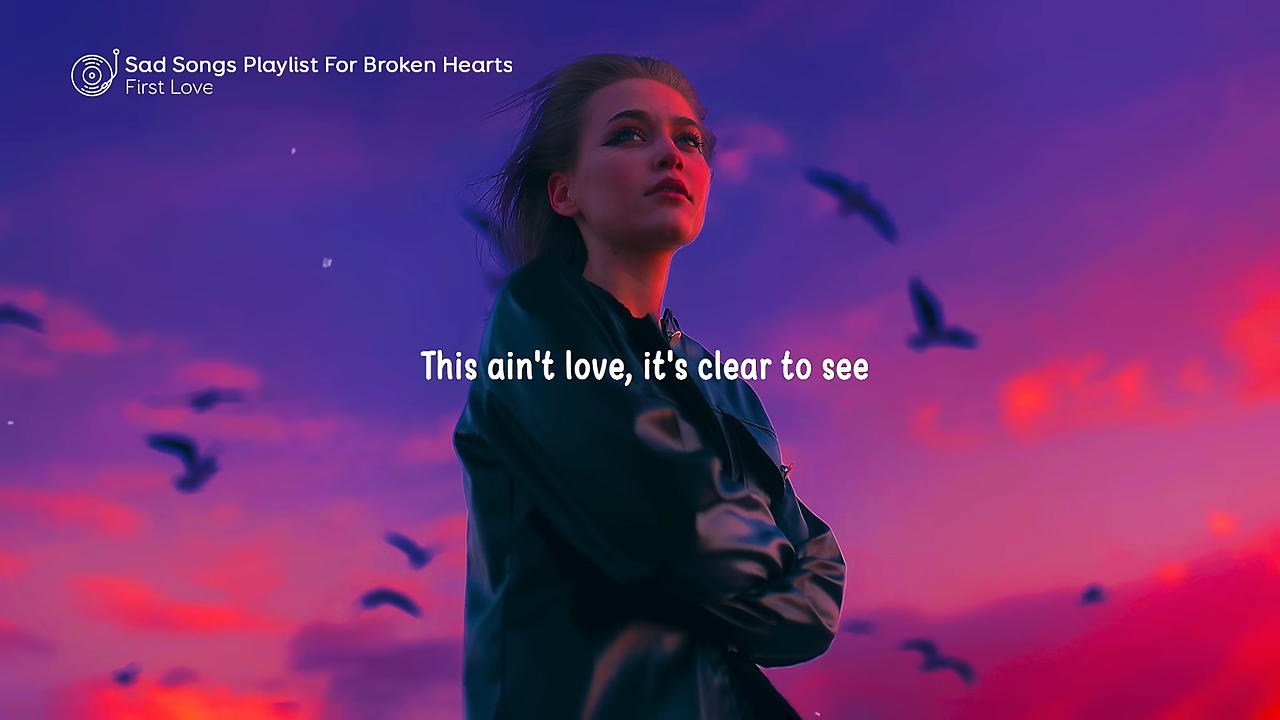 Sad Songs Playlist For Broken Hearts
First Love
This ain't love, it's clear to see